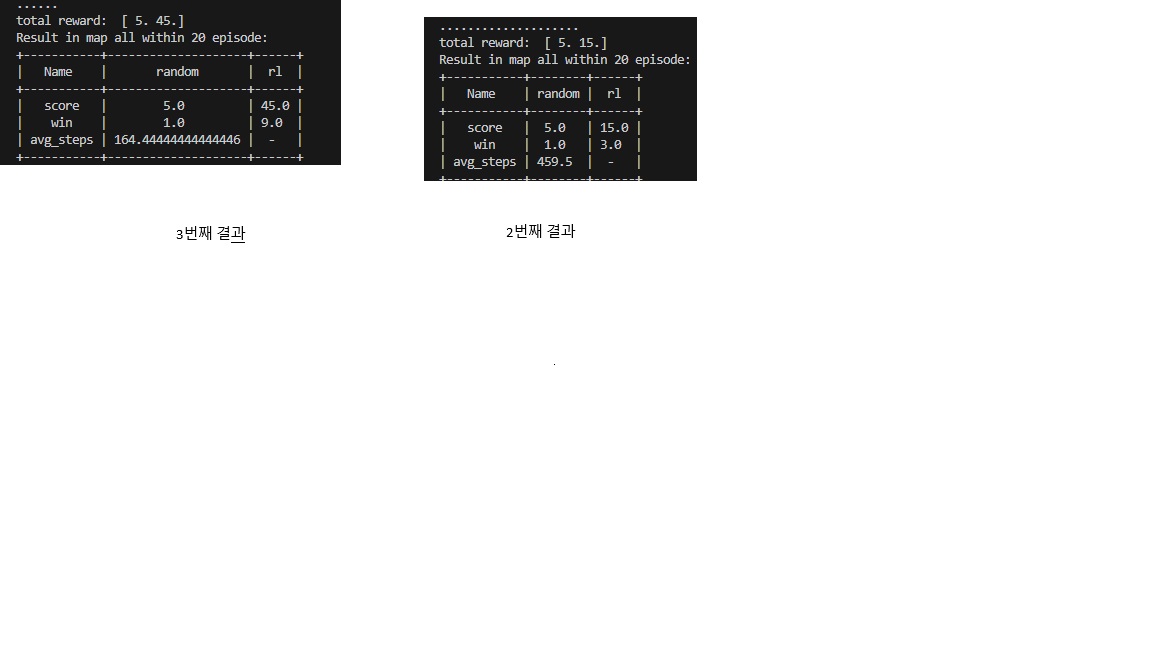 ......
total reward:  [ 5. 45.]
Result in map all within 20 episode:
+-----------+--------------------+------+
|   Name    |       random       |  rl  |
+-----------+--------------------+------+
|   score   |        5.0         | 45.0 |
|    win    |        1.0         | 9.0  |
| avg_steps | 164.44444444444446 |  -   |
+-----------+--------------------+------+
3번째 결과
....................
total reward:  [ 5. 15.]
Result in map all within 20 episode:
+-----------+--------+------+
|   Name    | random |  rl  |
+-----------+--------+------+
|   score   |  5.0   | 15.0 |
|    win    |  1.0   | 3.0  |
| avg_steps | 459.5  |  -   |
+-----------+--------+------+
2번째 결과